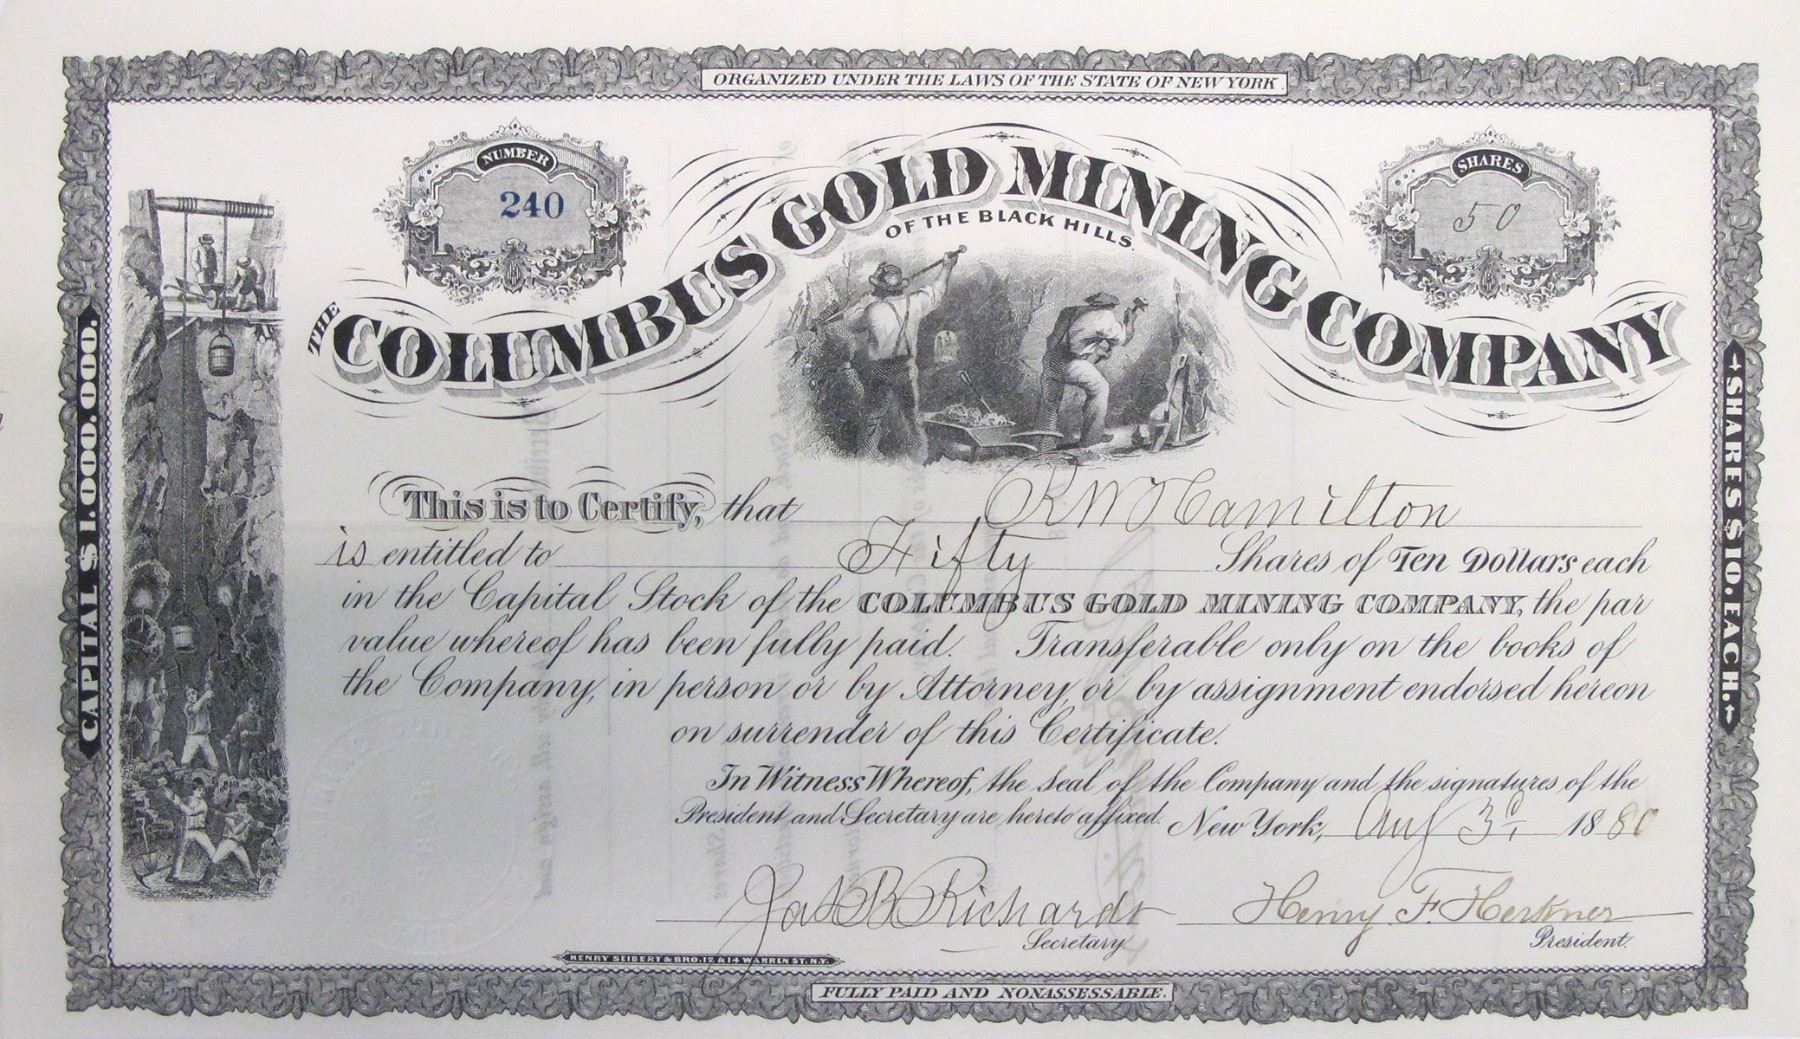 ORGANIZED UNDER THE LAWS OF THE STATE OF NEW YORK.
NUMBER
240
SHARES
50
THE COLUMBUS GOLD MINING COMPANY
OF THE BLACK HILLS.
CAPITAL $1.000.000.
SHARES $10. EACH.
This is to Certify, that R W Hamilton
is entitled to Fifty Shares of Ten Dollars each
in the Capital Stock of the COLUMBUS GOLD MINING COMPANY, the par
value whereof has been fully paid. Transferable only on the books of
the Company, in person or by Attorney, or by assignment endorsed hereon
on surrender of this Certificate.
In Witness Whereof, the Seal of the Company and the signatures of the
President and Secretary are hereto affixed. New York, Aug 3d, 1880
Jas B Richards Henry F. Herkner
Secretary. President.
HENRY SEIBERT & BRO. 12 & 14 WARREN ST. N.Y.
FULLY PAID AND NONASSESSABLE.